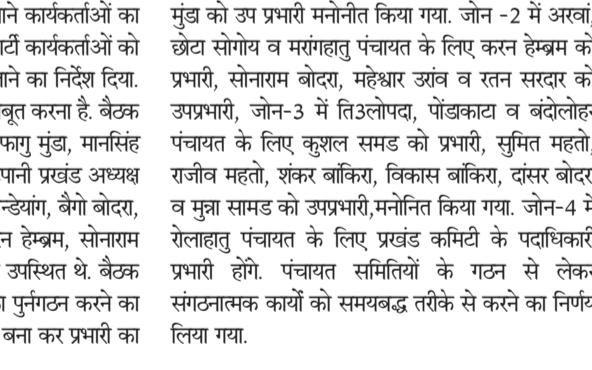 ाने कार्यकर्ताओं का
ार्टी कार्यकर्ताओं को
ाने का निर्देश दिया.
बूत करना है. बैठक
फागु मुंडा, मानसिंह
पानी प्रखंड अध्यक्ष
न्डेयांग, बैगो बोदरा,
न हेम्ब्रम, सोनाराम
उपस्थित थे. बैठक
ा पुर्नगठन करने का
बना कर प्रभारी का
मुंडा को उप प्रभारी मनोनीत किया गया. जोन -2 में अरवां,
छोटा सोगोय व मरांगहातु पंचायत के लिए करन हेम्ब्रम को
प्रभारी, सोनाराम बोदरा, महेश्वार उरांव व रतन सरदार को
उपप्रभारी, जोन-3 में ति3लोपदा, पोंडाकाटा व बंदोलोहर
पंचायत के लिए कुशल समड को प्रभारी, सुमित महतो,
राजीव महतो, शंकर बांकिरा, विकास बांकिरा, दांसर बोदर
व मुन्ना सामड को उपप्रभारी,मनोनित किया गया. जोन-4 में
रोलाहातु पंचायत के लिए प्रखंड कमिटी के पदाधिकारी
प्रभारी होंगे. पंचायत समितियों के गठन से लेकर
संगठनात्मक कार्यों को समयबद्ध तरीके से करने का निर्णय
लिया गया.